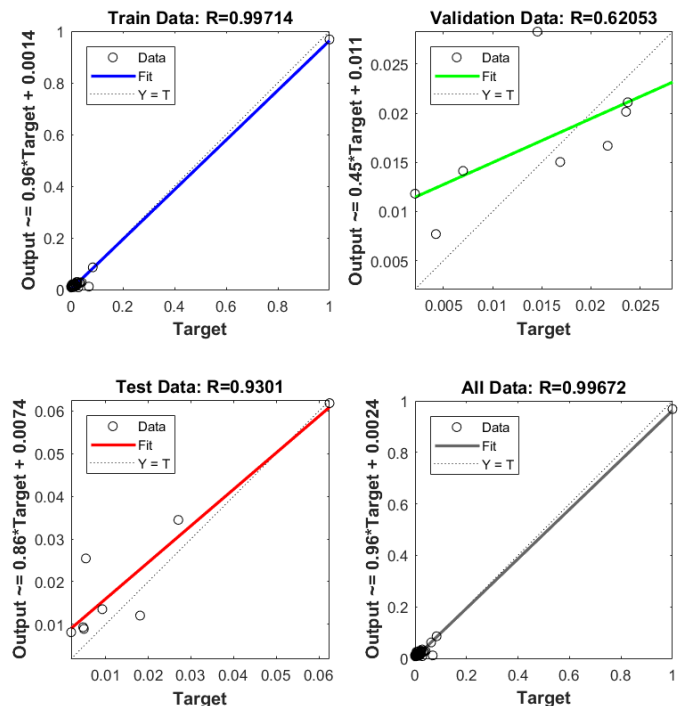 Train Data: R=0.99714
Output ~= 0.96*Target + 0.0014
1
0.8
0.6
0.4
0.2
0
Data
Fit
Y = T
0 0.2 0.4 0.6 0.8 1
Target
Validation Data: R=0.62053
Output ~= 0.45*Target + 0.011
0.025
0.02
0.015
0.01
0.005
Data
Fit
Y = T
0.005 0.01 0.015 0.02 0.025
Target
Test Data: R=0.9301
Output ~= 0.86*Target + 0.0074
0.06
0.05
0.04
0.03
0.02
0.01
Data
Fit
Y = T
0.01 0.02 0.03 0.04 0.05 0.06
Target
All Data: R=0.99672
Output ~= 0.96*Target + 0.0024
1
0.8
0.6
0.4
0.2
0
Data
Fit
Y = T
0 0.2 0.4 0.6 0.8 1
Target